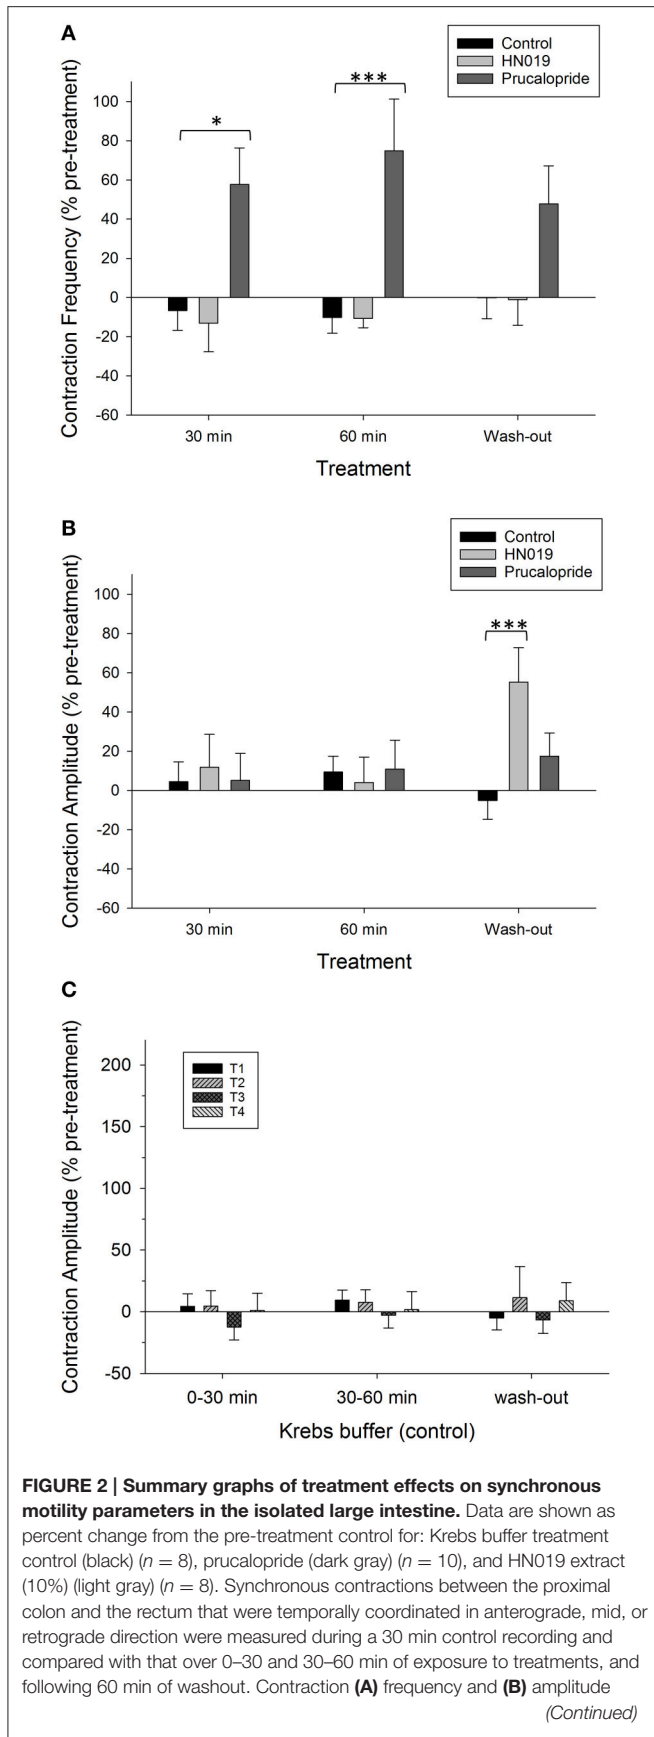 A
Control
HN019
Prucalopride
Contraction Frequency (% pre-treatment)
100
80
60
40
20
0
-20
-40
-60
*
***
30 min
60 min
Wash-out
Treatment
B
Control
HN019
Prucalopride
Contraction Amplitude (% pre-treatment)
100
80
60
40
20
0
-20
-40
-60
***
30 min
60 min
Wash-out
Treatment
C
Contraction Amplitude (% pre-treatment)
200
150
100
50
0
-50
T1
T2
T3
T4
0-30 min
30-60 min
wash-out
Krebs buffer (control)
FIGURE 2 | Summary graphs of treatment effects on synchronous
motility parameters in the isolated large intestine. Data are shown as
percent change from the pre-treatment control for: Krebs buffer treatment
control (black) (n = 8), prucalopride (dark gray) (n = 10), and HN019 extract
(10%) (light gray) (n = 8). Synchronous contractions between the proximal
colon and the rectum that were temporally coordinated in anterograde, mid, or
retrograde direction were measured during a 30 min control recording and
compared with that over 0–30 and 30–60 min of exposure to treatments, and
following 60 min of washout. Contraction (A) frequency and (B) amplitude
(Continued)